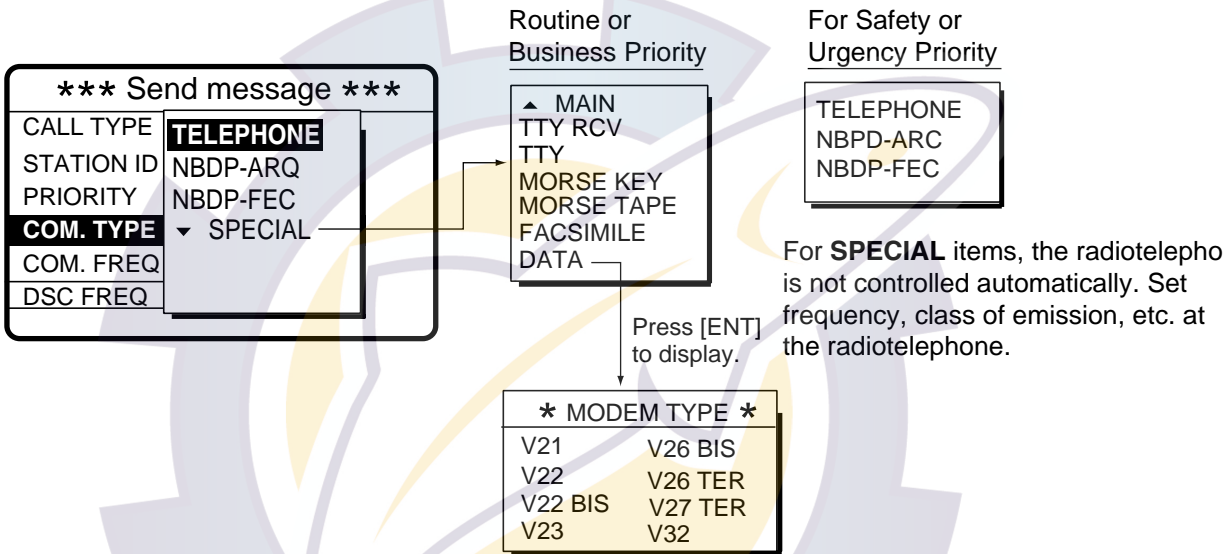 *** Send message ***
CALL TYPE
STATION ID
PRIORITY
COM. TYPE
COM. FREQ
DSC FREQ
TELEPHONE
NBDP-ARQ
NBDP-FEC
▼ SPECIAL
Routine or
Business Priority
▲ MAIN
TTY RCV
TTY
MORSE KEY
MORSE TAPE
FACSIMILE
DATA
Press [ENT]
to display.
* MODEM TYPE *
V21 V26 BIS
V22 V26 TER
V22 BIS V27 TER
V23 V32
For Safety or
Urgency Priority
TELEPHONE
NBPD-ARC
NBDP-FEC
For SPECIAL items, the radiotelepho
is not controlled automatically. Set
frequency, class of emission, etc. at
the radiotelephone.